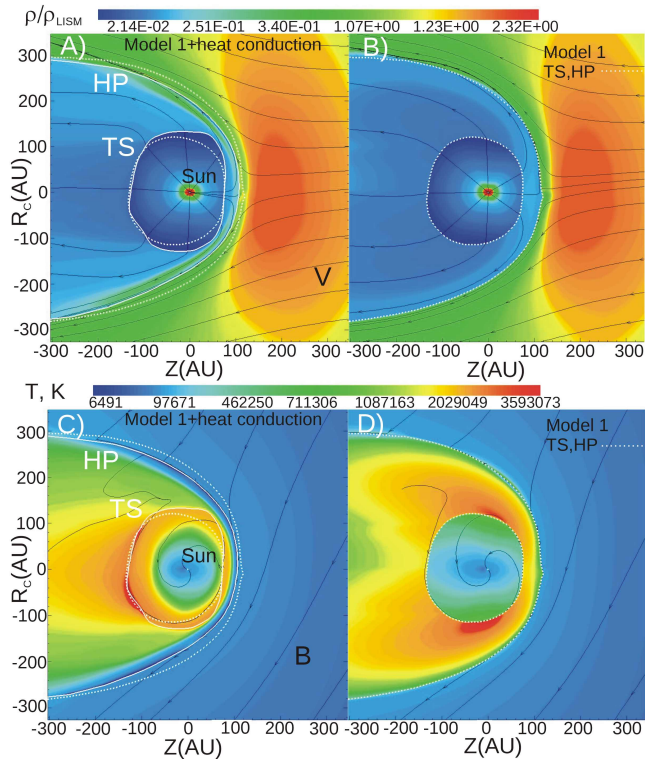 ρ/ρLISM
2.14E-02 2.51E-01 3.40E-01 1.07E+00 1.23E+00 2.32E+00
A) Model 1+heat conduction
HP
TS
Sun
V
B)
Model 1
TS,HP
R꜀(AU)
300
200
100
0
-100
-200
-300
-300 -200 -100 0 100 200 300
Z(AU)
-300 -200 -100 0 100 200 300
Z(AU)
T, K
6491 97671 462250 711306 1087163 2029049 3593073
C) Model 1+heat conduction
HP
TS
Sun
B
D)
Model 1
TS,HP
R꜀(AU)
300
200
100
0
-100
-200
-300
-300 -200 -100 0 100 200 300
Z(AU)
-300 -200 -100 0 100 200 300
Z(AU)